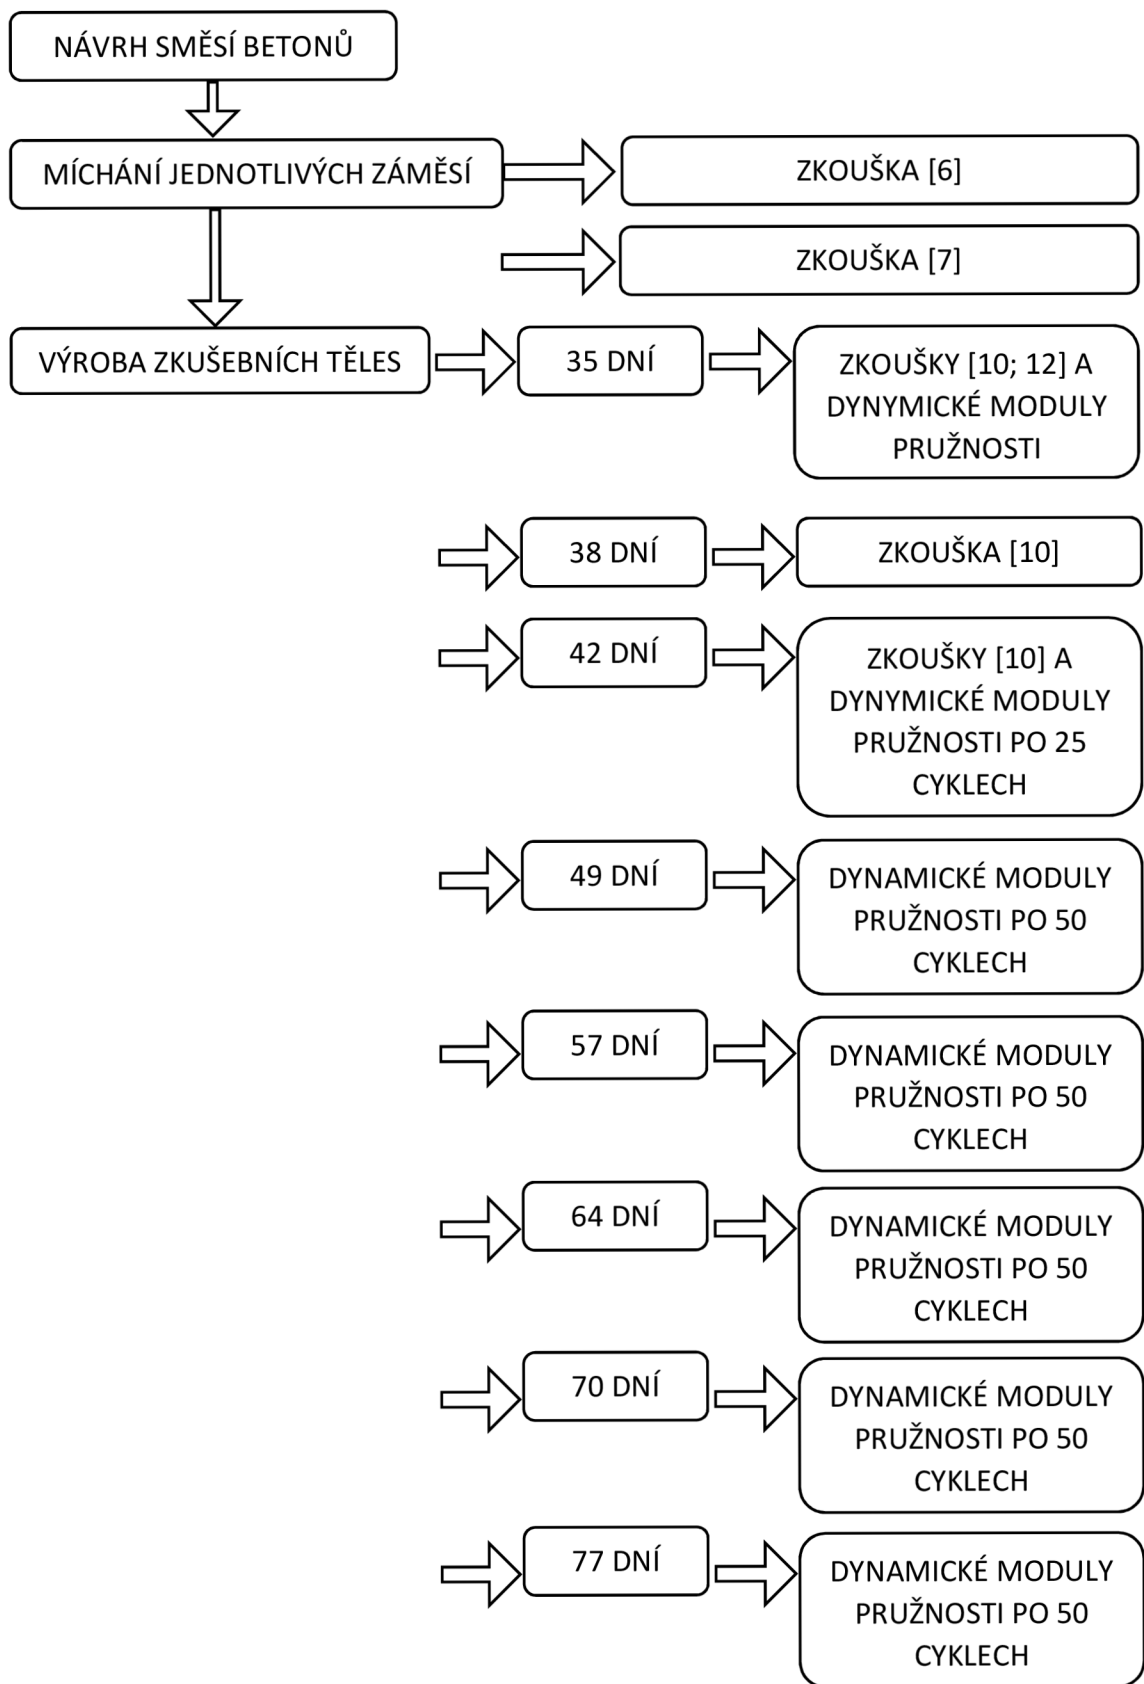 NÁVRH SMĚSÍ BETONŮ
MÍCHÁNÍ JEDNOTLIVÝCH ZÁMĚSÍ
ZKOUŠKA [6]
ZKOUŠKA [7]
VÝROBA ZKUŠEBNÍCH TĚLES
35 DNÍ
ZKOUŠKY [10; 12] A
DYNYMICKÉ MODULY
PRUŽNOSTI
38 DNÍ
ZKOUŠKA [10]
42 DNÍ
ZKOUŠKY [10] A
DYNYMICKÉ MODULY
PRUŽNOSTI PO 25
CYKLECH
49 DNÍ
DYNAMICKÉ MODULY
PRUŽNOSTI PO 50
CYKLECH
57 DNÍ
DYNAMICKÉ MODULY
PRUŽNOSTI PO 50
CYKLECH
64 DNÍ
DYNAMICKÉ MODULY
PRUŽNOSTI PO 50
CYKLECH
70 DNÍ
DYNAMICKÉ MODULY
PRUŽNOSTI PO 50
CYKLECH
77 DNÍ
DYNAMICKÉ MODULY
PRUŽNOSTI PO 50
CYKLECH